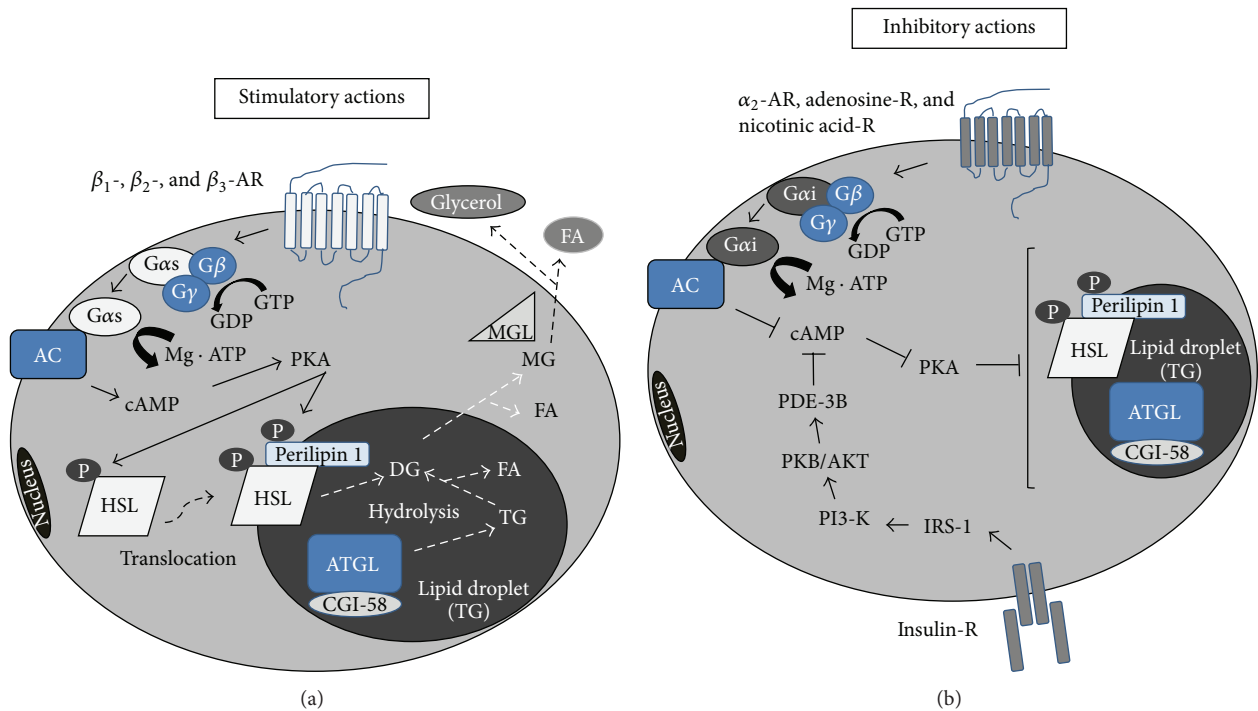 Stimulatory actions
β1-, β2-, and β3-AR
Glycerol
FA
Gαs
Gβ
Gγ
GTP
GDP
Gαs
AC
Mg · ATP
cAMP
PKA
MGL
MG
FA
P
P
P
Perilipin 1
HSL
HSL
Translocation
Nucleus
DG
FA
Hydrolysis
TG
ATGL
CGI-58
Lipid droplet
(TG)
(a)
Inhibitory actions
α2-AR, adenosine-R, and
nicotinic acid-R
Gαi
Gβ
Gγ
GTP
GDP
Gαi
AC
Mg · ATP
cAMP
PKA
PDE-3B
PKB/AKT
PI3-K
IRS-1
Insulin-R
Nucleus
P
P
Perilipin 1
HSL
Lipid droplet
(TG)
ATGL
CGI-58
(b)